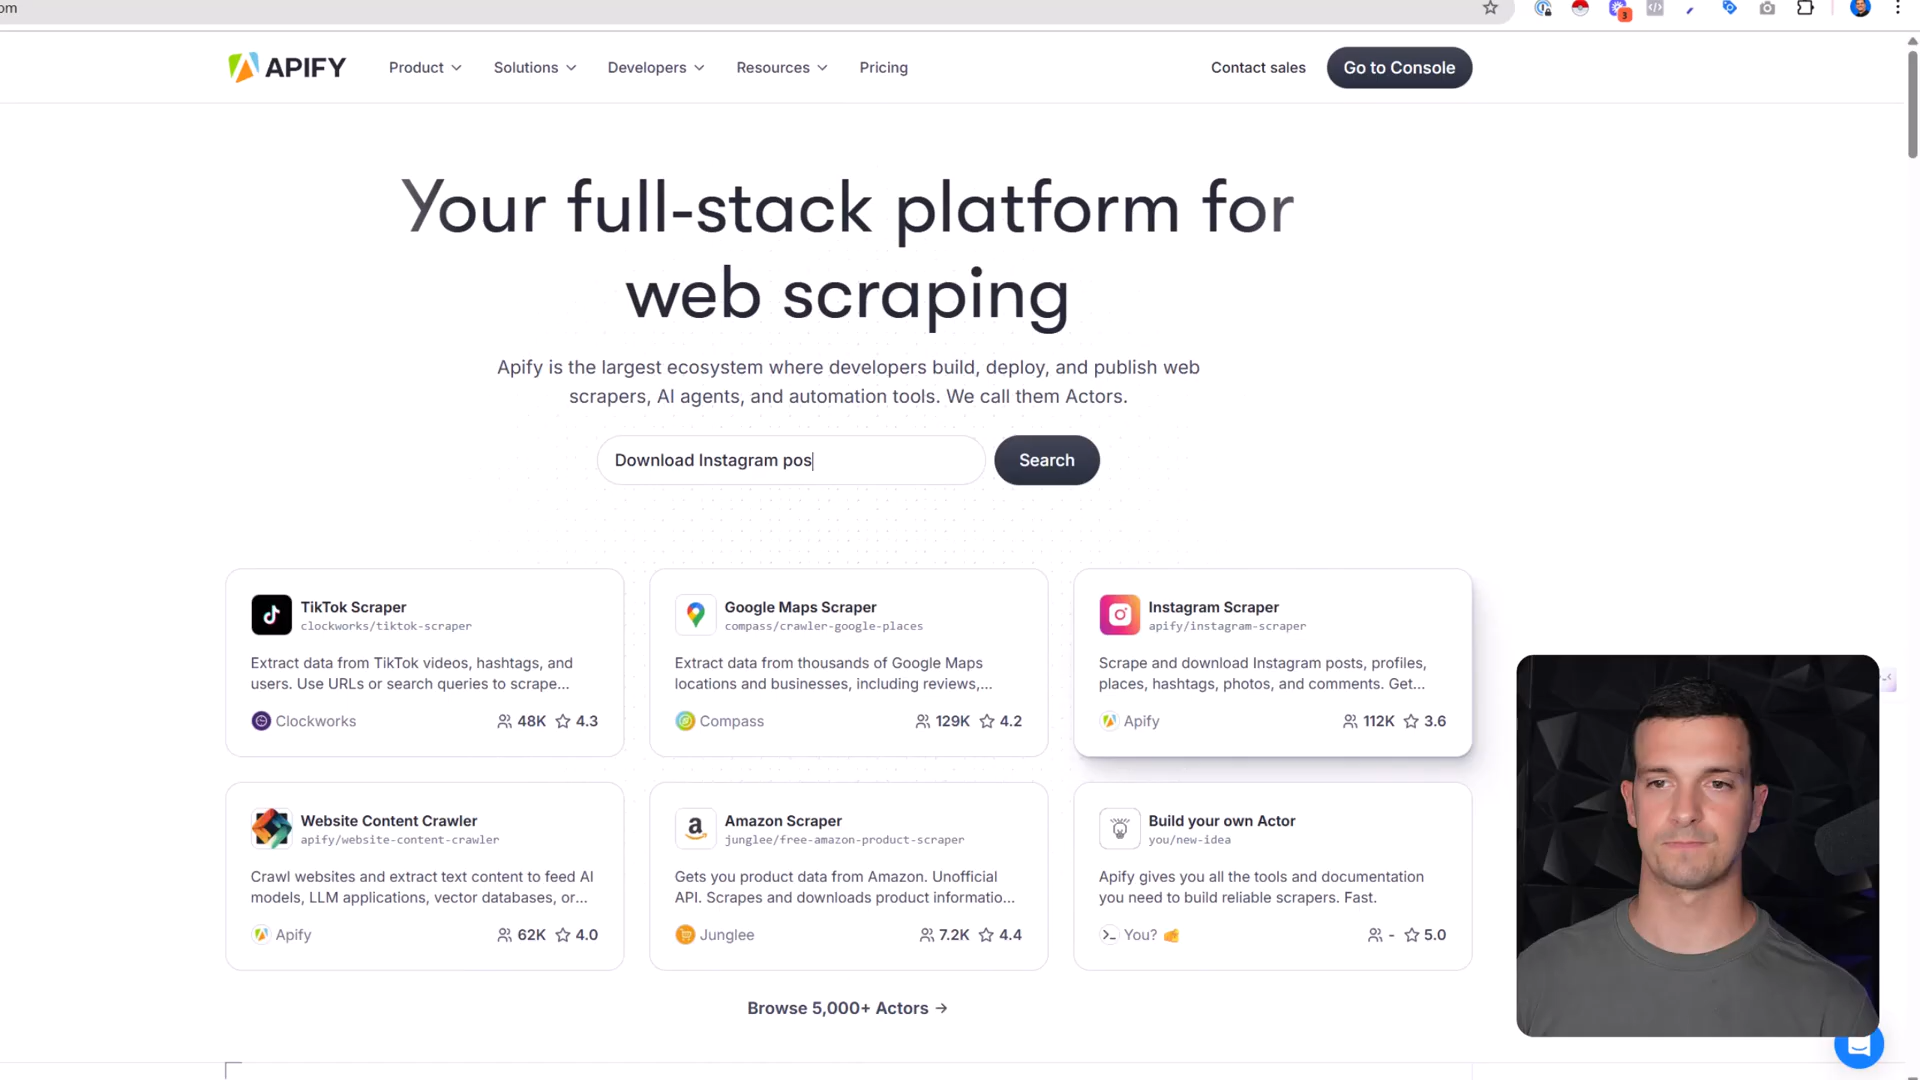 om
3
APIFY
Product
Solutions
Developers
Resources
Pricing
Contact sales
Go to Console
Your full-stack platform for
web scraping
Apify is the largest ecosystem where developers build, deploy, and publish web
scrapers, AI agents, and automation tools. We call them Actors.
Download Instagram pos
Search
TikTok Scraper
clockworks/tiktok-scraper
Extract data from TikTok videos, hashtags, and
users. Use URLs or search queries to scrape...
Clockworks
48K
4.3
Google Maps Scraper
compass/crawler-google-places
Extract data from thousands of Google Maps
locations and businesses, including reviews,...
Compass
129K
4.2
Instagram Scraper
apify/instagram-scraper
Scrape and download Instagram posts, profiles,
places, hashtags, photos, and comments. Get...
Apify
112K
3.6
Website Content Crawler
apify/website-content-crawler
Crawl websites and extract text content to feed AI
models, LLM applications, vector databases, or...
Apify
62K
4.0
Amazon Scraper
junglee/free-amazon-product-scraper
Gets you product data from Amazon. Unofficial
API. Scrapes and downloads product informatio...
Junglee
7.2K
4.4
Build your own Actor
you/new-idea
Apify gives you all the tools and documentation
you need to build reliable scrapers. Fast.
You?
-
5.0
Browse 5,000+ Actors →